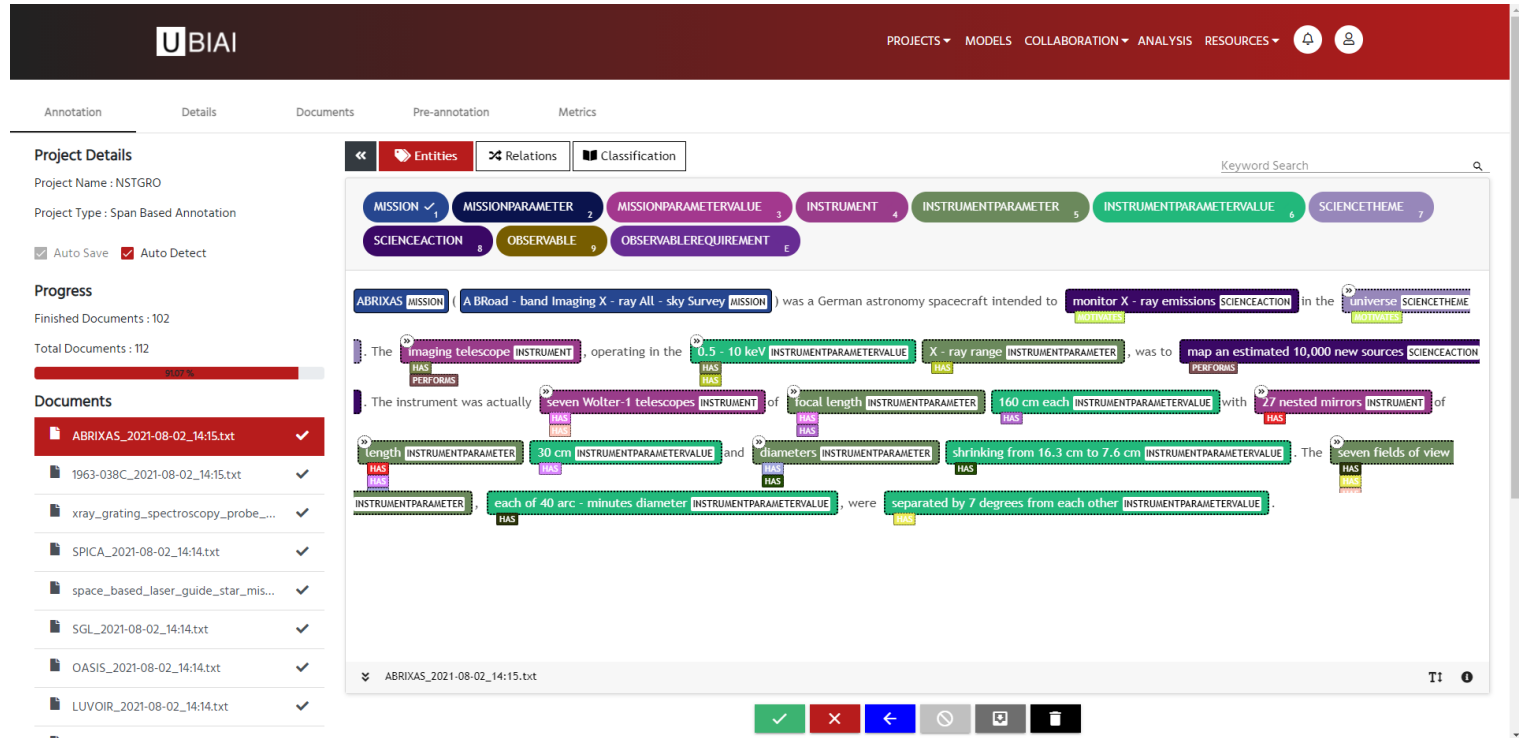 UBIAI
PROJECTS MODELS COLLABORATION ANALYSIS RESOURCES
Annotation Details Documents Pre-annotation Metrics
Project Details
Project Name : NSTGRO
Project Type : Span Based Annotation
Auto Save Auto Detect
Progress
Finished Documents : 102
Total Documents : 112
91.07 %
Documents
ABRIXAS_2021-08-02_14:15.txt
1963-038C_2021-08-02_14:15.txt
xray_grating_spectroscopy_probe_...
SPICA_2021-08-02_14:14.txt
space_based_laser_guide_star_mis...
SGL_2021-08-02_14:14.txt
OASIS_2021-08-02_14:14.txt
LUVOIR_2021-08-02_14:14.txt
Entities Relations Classification
Keyword Search
MISSION 1 MISSIONPARAMETER 2 MISSIONPARAMETERVALUE 3 INSTRUMENT 4 INSTRUMENTPARAMETER 5 INSTRUMENTPARAMETERVALUE 6 SCIENCETHEME 7
SCIENCEACTION 8 OBSERVABLE 9 OBSERVABLEREQUIREMENT E
ABRIXAS MISSION ( A BRoad - band Imaging X - ray All - sky Survey MISSION ) was a German astronomy spacecraft intended to monitor X - ray emissions SCIENCEACTION in the universe SCIENCETHEME
MOTIVATES MOTIVATES
. The imaging telescope INSTRUMENT , operating in the 0.5 - 10 keV INSTRUMENTPARAMETERVALUE X - ray range INSTRUMENTPARAMETER , was to map an estimated 10,000 new sources SCIENCEACTION
HAS HAS HAS PERFORMS
PERFORMS HAS
. The instrument was actually seven Wolter-1 telescopes INSTRUMENT of focal length INSTRUMENTPARAMETER 160 cm each INSTRUMENTPARAMETERVALUE with 27 nested mirrors INSTRUMENT of
HAS HAS HAS HAS
HAS HAS
length INSTRUMENTPARAMETER 30 cm INSTRUMENTPARAMETERVALUE and diameters INSTRUMENTPARAMETER shrinking from 16.3 cm to 7.6 cm INSTRUMENTPARAMETERVALUE . The seven fields of view
HAS HAS HAS HAS HAS
HAS HAS HAS
INSTRUMENTPARAMETER , each of 40 arc - minutes diameter INSTRUMENTPARAMETERVALUE , were separated by 7 degrees from each other INSTRUMENTPARAMETERVALUE .
HAS HAS
ABRIXAS_2021-08-02_14:15.txt